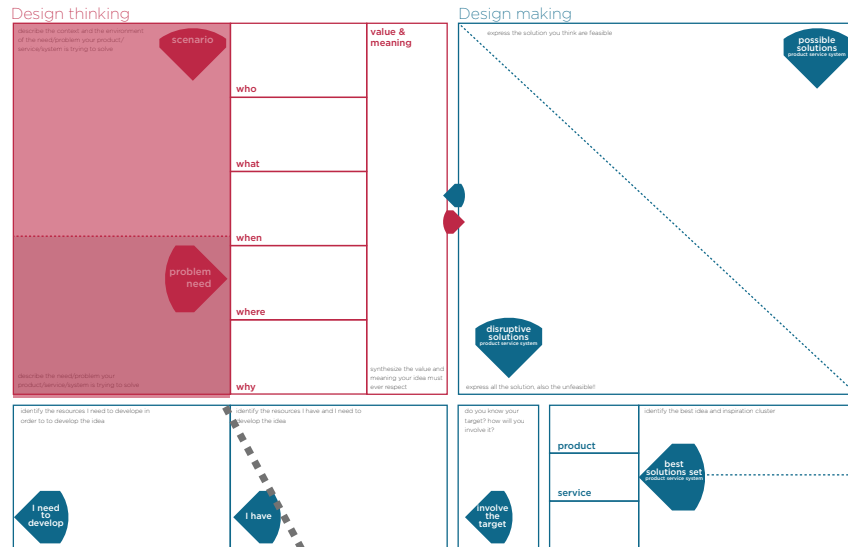 Design thinking
describe the context and the environment
of the need/problem your product/
service/system is trying to solve
scenario
who
what
when
where
why
value &
meaning
synthesize the value and
meaning your idea must
ever respect
problem
need
describe the need/problem your
product/service/system is trying to solve
Design making
express the solution you think are feasible
possible
solutions
product service system
disruptive
solutions
product service system
express all the solution, also the unfeasible!!
identify the resources I need to develope in
order to to develop the idea
I need
to
develop
identify the resources I have and I need to
develop the idea
I have
do you know your
target? how will you
involve it?
involve
the
target
product
service
identify the best idea and inspiration cluster
best
solutions set
product service system